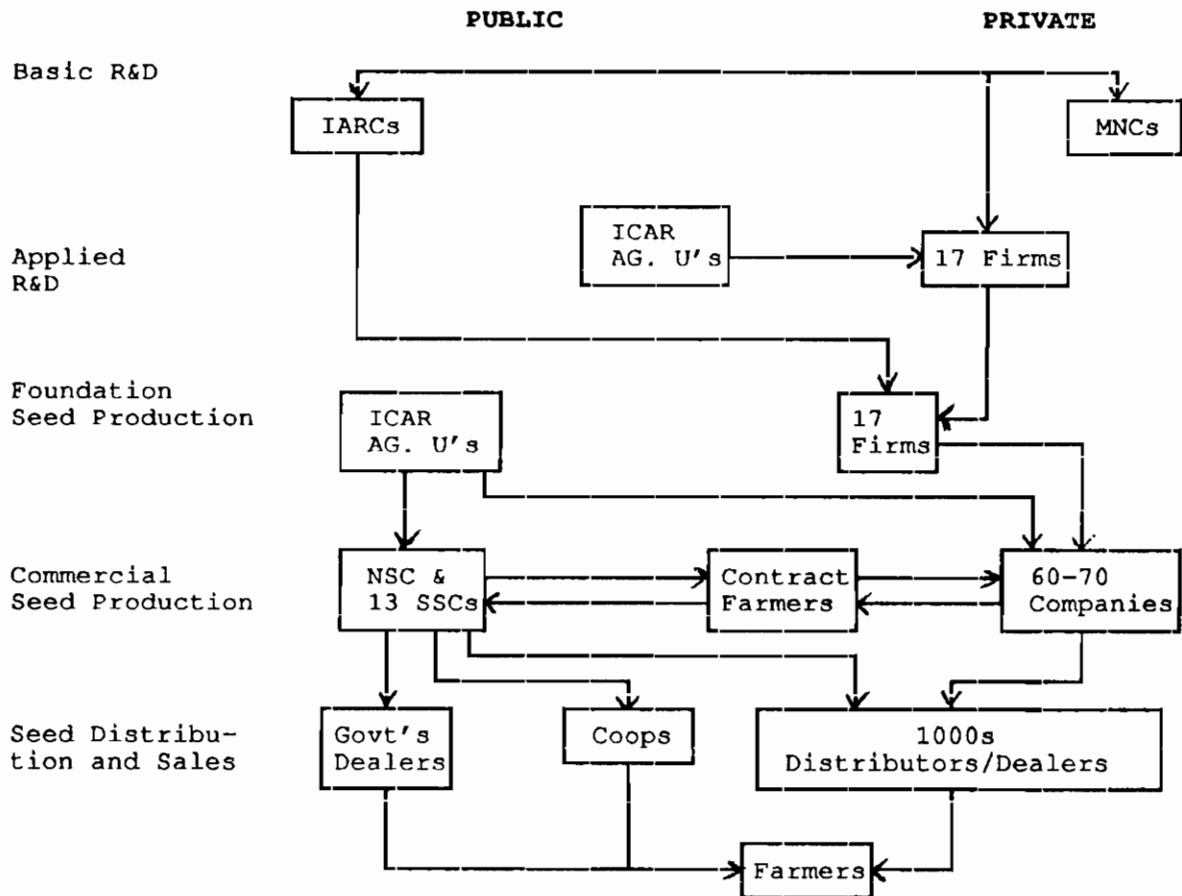 PUBLIC PRIVATE
Basic R&D
IARCs
MNCs
ICAR
AG. U's
17 Firms
Applied
R&D
Foundation
Seed Production
ICAR
AG. U's
17
Firms
Commercial
Seed Production
NSC &
13 SSCs
Contract
Farmers
60-70
Companies
Seed Distribu-
tion and Sales
Govt's
Dealers
Coops
1000s
Distributors/Dealers
Farmers